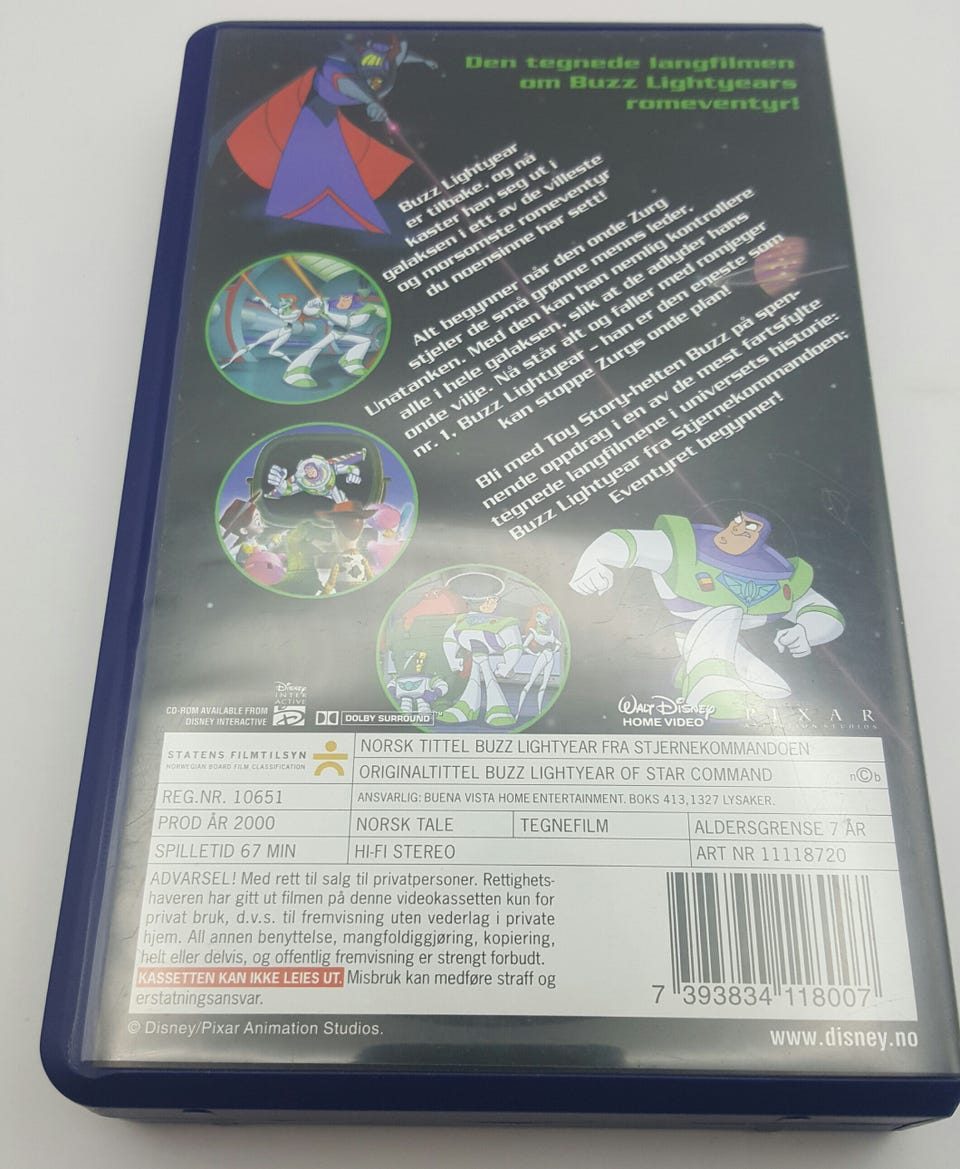 Den tegnede langfilmen
om Buzz Lightyears
romeventyr!
Buzz Lightyear
er tilbake, og nå
kaster han seg ut i
galaksen i ett av de villeste
og morsomste romeventyr
du noensinne har sett!
Alt begynner når den onde Zurg
stjeler de små grønne menns leder,
Unatanken. Med den kan han nemlig kontrollere
alle i hele galaksen, slik at de adlyder hans
onde vilje. Nå står alt og faller med romjeger
nr. 1, Buzz Lightyear - han er den eneste som
kan stoppe Zurgs onde plan!
Bli med Toy Story-helten Buzz på spen-
nende oppdrag i én av de mest fartsfylte
tegnede langfilmene i universets historie:
Buzz Lightyear fra Stjernekommandoen;
Eventyret begynner!
CD-ROM AVAILABLE FROM
DISNEY INTERACTIVE
Disney
INTER
ACTIVE
DOLBY SURROUND™
Walt Disney
HOME VIDEO
PIXAR
ANIMATION STUDIOS
STATENS FILMTILSYN
NORWEGIAN BOARD FILM CLASSIFICATION
NORSK TITTEL BUZZ LIGHTYEAR FRA STJERNEKOMMANDOEN
ORIGINALTITTEL BUZZ LIGHTYEAR OF STAR COMMAND
n©b
REG.NR. 10651
ANSVARLIG: BUENA VISTA HOME ENTERTAINMENT. BOKS 413,1327 LYSAKER.
PROD ÅR 2000
NORSK TALE
TEGNEFILM
ALDERSGRENSE 7 ÅR
SPILLETID 67 MIN
HI-FI STEREO
ART NR 11118720
ADVARSEL! Med rett til salg til privatpersoner. Rettighets-
haveren har gitt ut filmen på denne videokassetten kun for
privat bruk, d.v.s. til fremvisning uten vederlag i private
hjem. All annen benyttelse, mangfoldiggjøring, kopiering,
helt eller delvis, og offentlig fremvisning er strengt forbudt.
KASSETTEN KAN IKKE LEIES UT. Misbruk kan medføre straff og
erstatningsansvar.
7 393834 118007
© Disney/Pixar Animation Studios.
www.disney.no